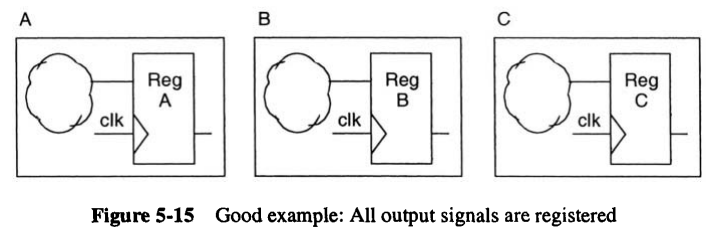 A B C
Reg Reg Reg
A B C
clk clk clk
Figure 5-15 Good example: All output signals are registered